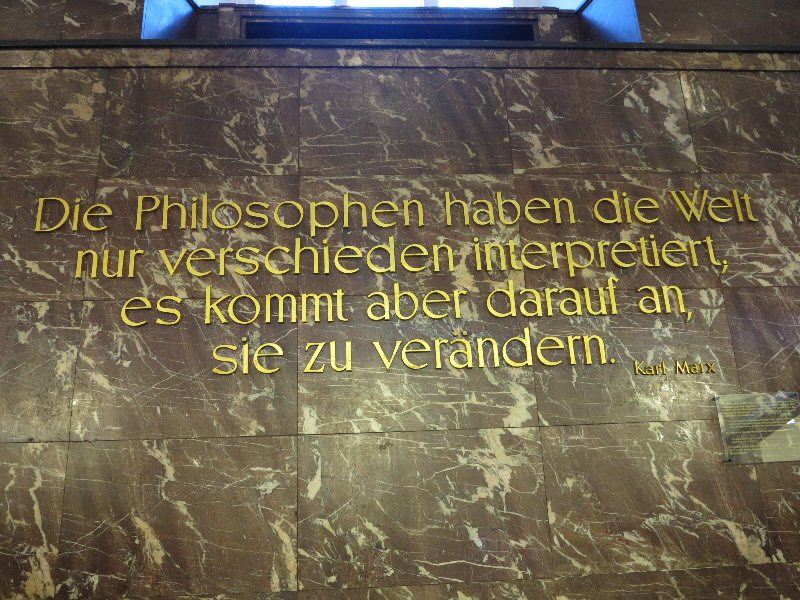 Die Philosophen haben die Welt
nur verschieden interpretiert,
es kommt aber darauf an,
sie zu verändern.
Karl Marx